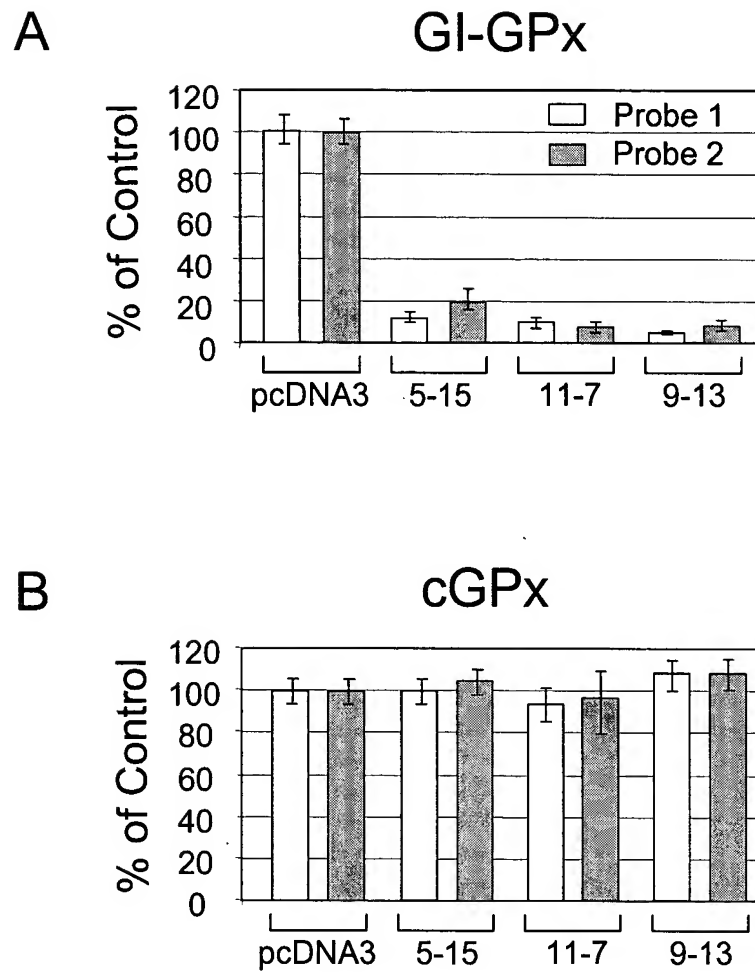 A
GI-GPx
% of Control
120
100
80
60
40
20
0
Probe 1
Probe 2
pcDNA3
5-15
11-7
9-13
B
cGPx
% of Control
120
100
80
60
40
20
0
pcDNA3
5-15
11-7
9-13